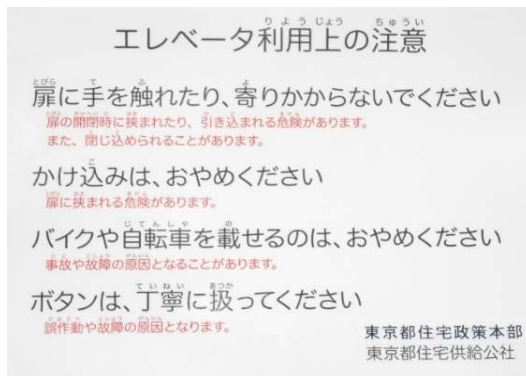 エレベータ利用上の注意
扉に手を触れたり、寄りかからないでください
扉の開閉時に挟まれたり、引き込まれる危険があります。
また、閉じ込められることがあります。
かけ込みは、おやめください
扉に挟まれる危険があります。
バイクや自転車を載せるのは、おやめください
事故や故障の原因となることがあります。
ボタンは、丁寧に扱ってください
誤作動や故障の原因となります。
東京都住宅政策本部
東京都住宅供給公社